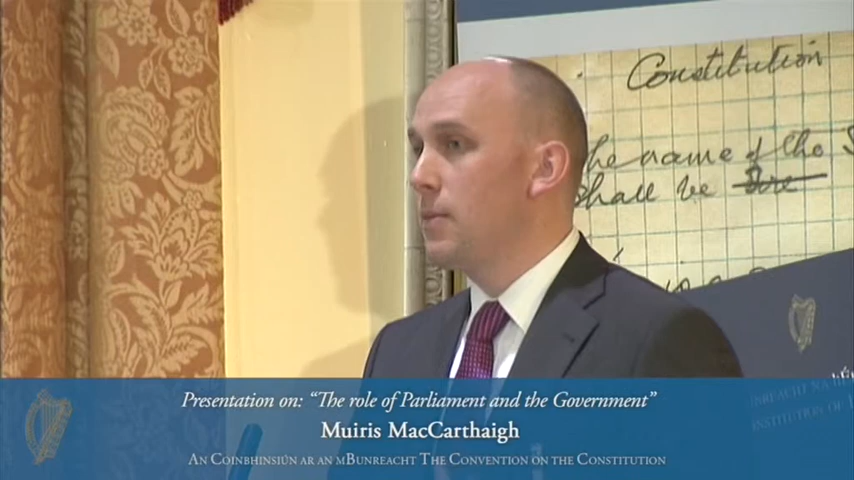 Constitution
The name of the S
shall be Eire
Presentation on: “The role of Parliament and the Government”
Muiris MacCarthaigh
An Coinbhinsiún ar an mBunreacht The Convention on the Constitution